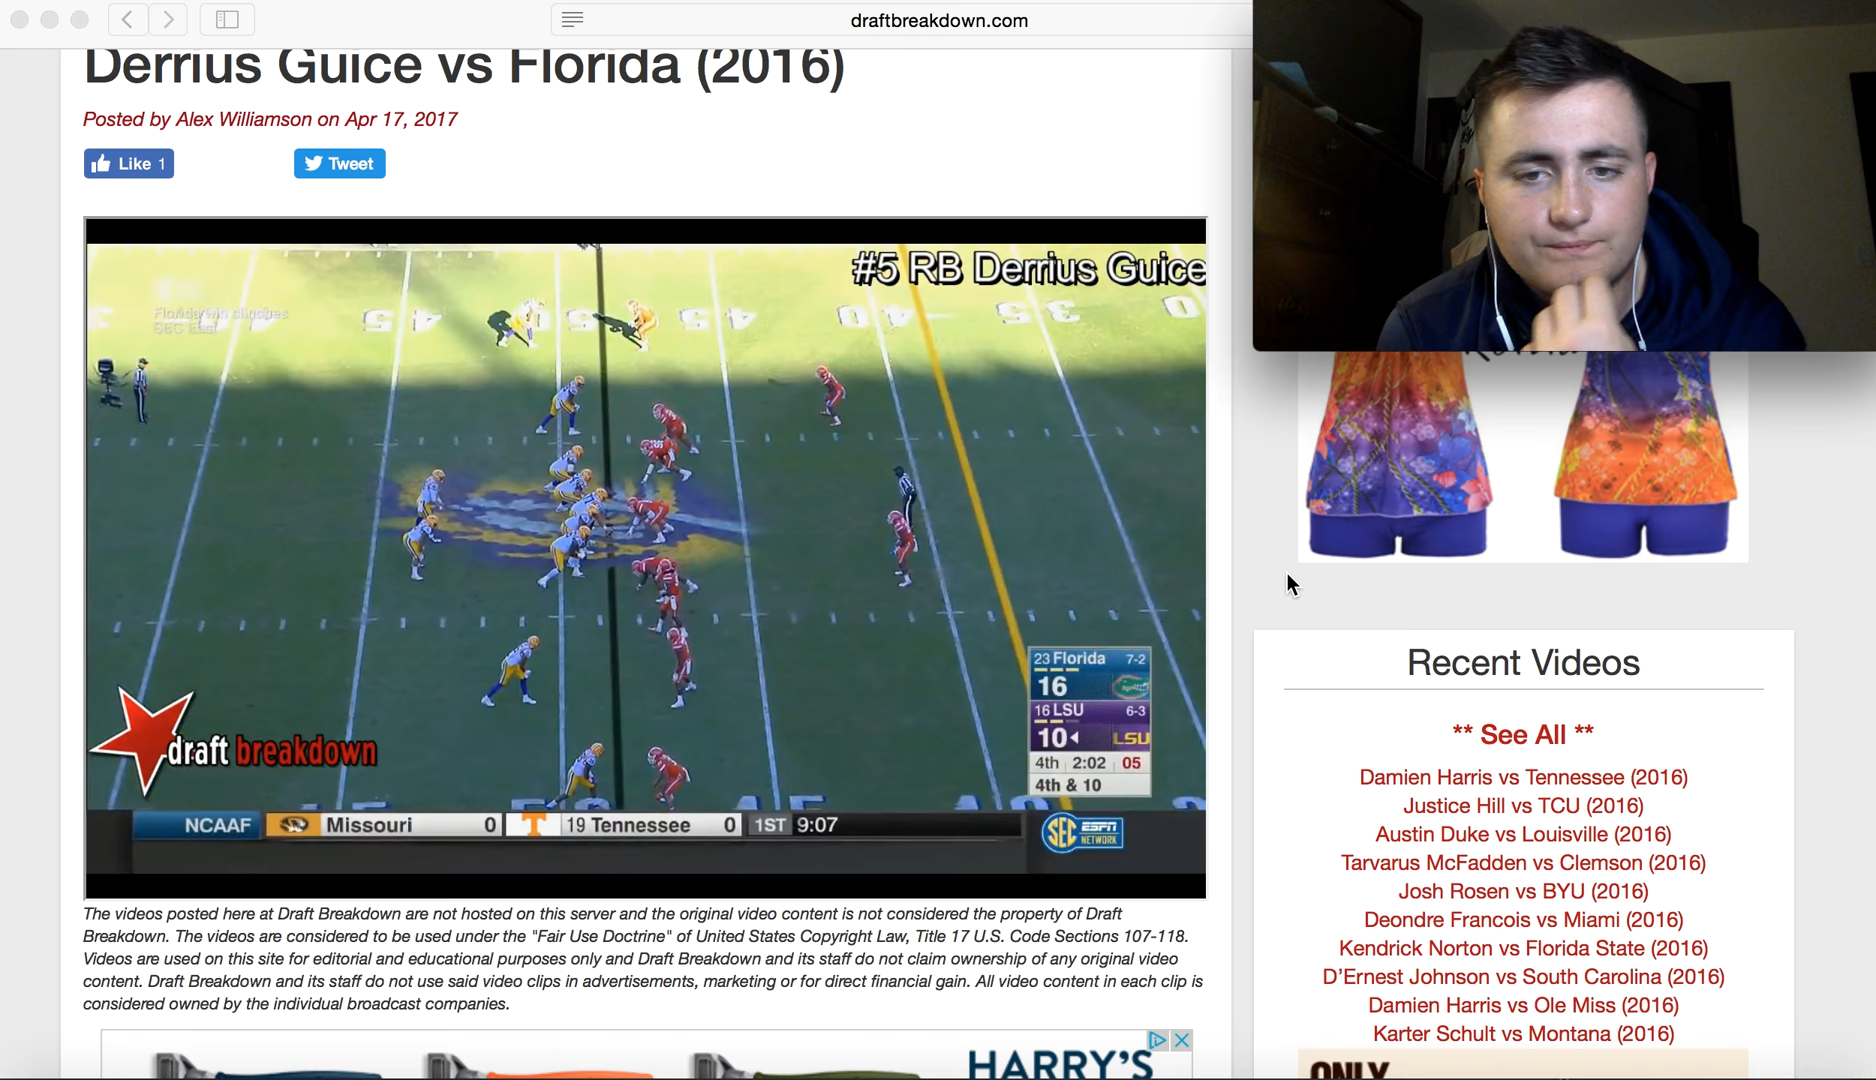 draftbreakdown.com
Derrius Guice vs Florida (2016)
Posted by Alex Williamson on Apr 17, 2017
Like 1
Tweet
#5 RB Derrius Guice
Florida win clinches
SEC East
23 Florida 7-2
16
16 LSU 6-3
10 LSU
4th 2:02 05
4th & 10
draft breakdown
NCAAF Missouri 0 T 19 Tennessee 0 1ST 9:07
SEC ESPN NETWORK
The videos posted here at Draft Breakdown are not hosted on this server and the original video content is not considered the property of Draft
Breakdown. The videos are considered to be used under the "Fair Use Doctrine" of United States Copyright Law, Title 17 U.S. Code Sections 107-118.
Videos are used on this site for editorial and educational purposes only and Draft Breakdown and its staff do not claim ownership of any original video
content. Draft Breakdown and its staff do not use said video clips in advertisements, marketing or for direct financial gain. All video content in each clip is
considered owned by the individual broadcast companies.
HARRY'S
Recent Videos
** See All **
Damien Harris vs Tennessee (2016)
Justice Hill vs TCU (2016)
Austin Duke vs Louisville (2016)
Tarvarus McFadden vs Clemson (2016)
Josh Rosen vs BYU (2016)
Deondre Francois vs Miami (2016)
Kendrick Norton vs Florida State (2016)
D'Ernest Johnson vs South Carolina (2016)
Damien Harris vs Ole Miss (2016)
Karter Schult vs Montana (2016)
ONLY